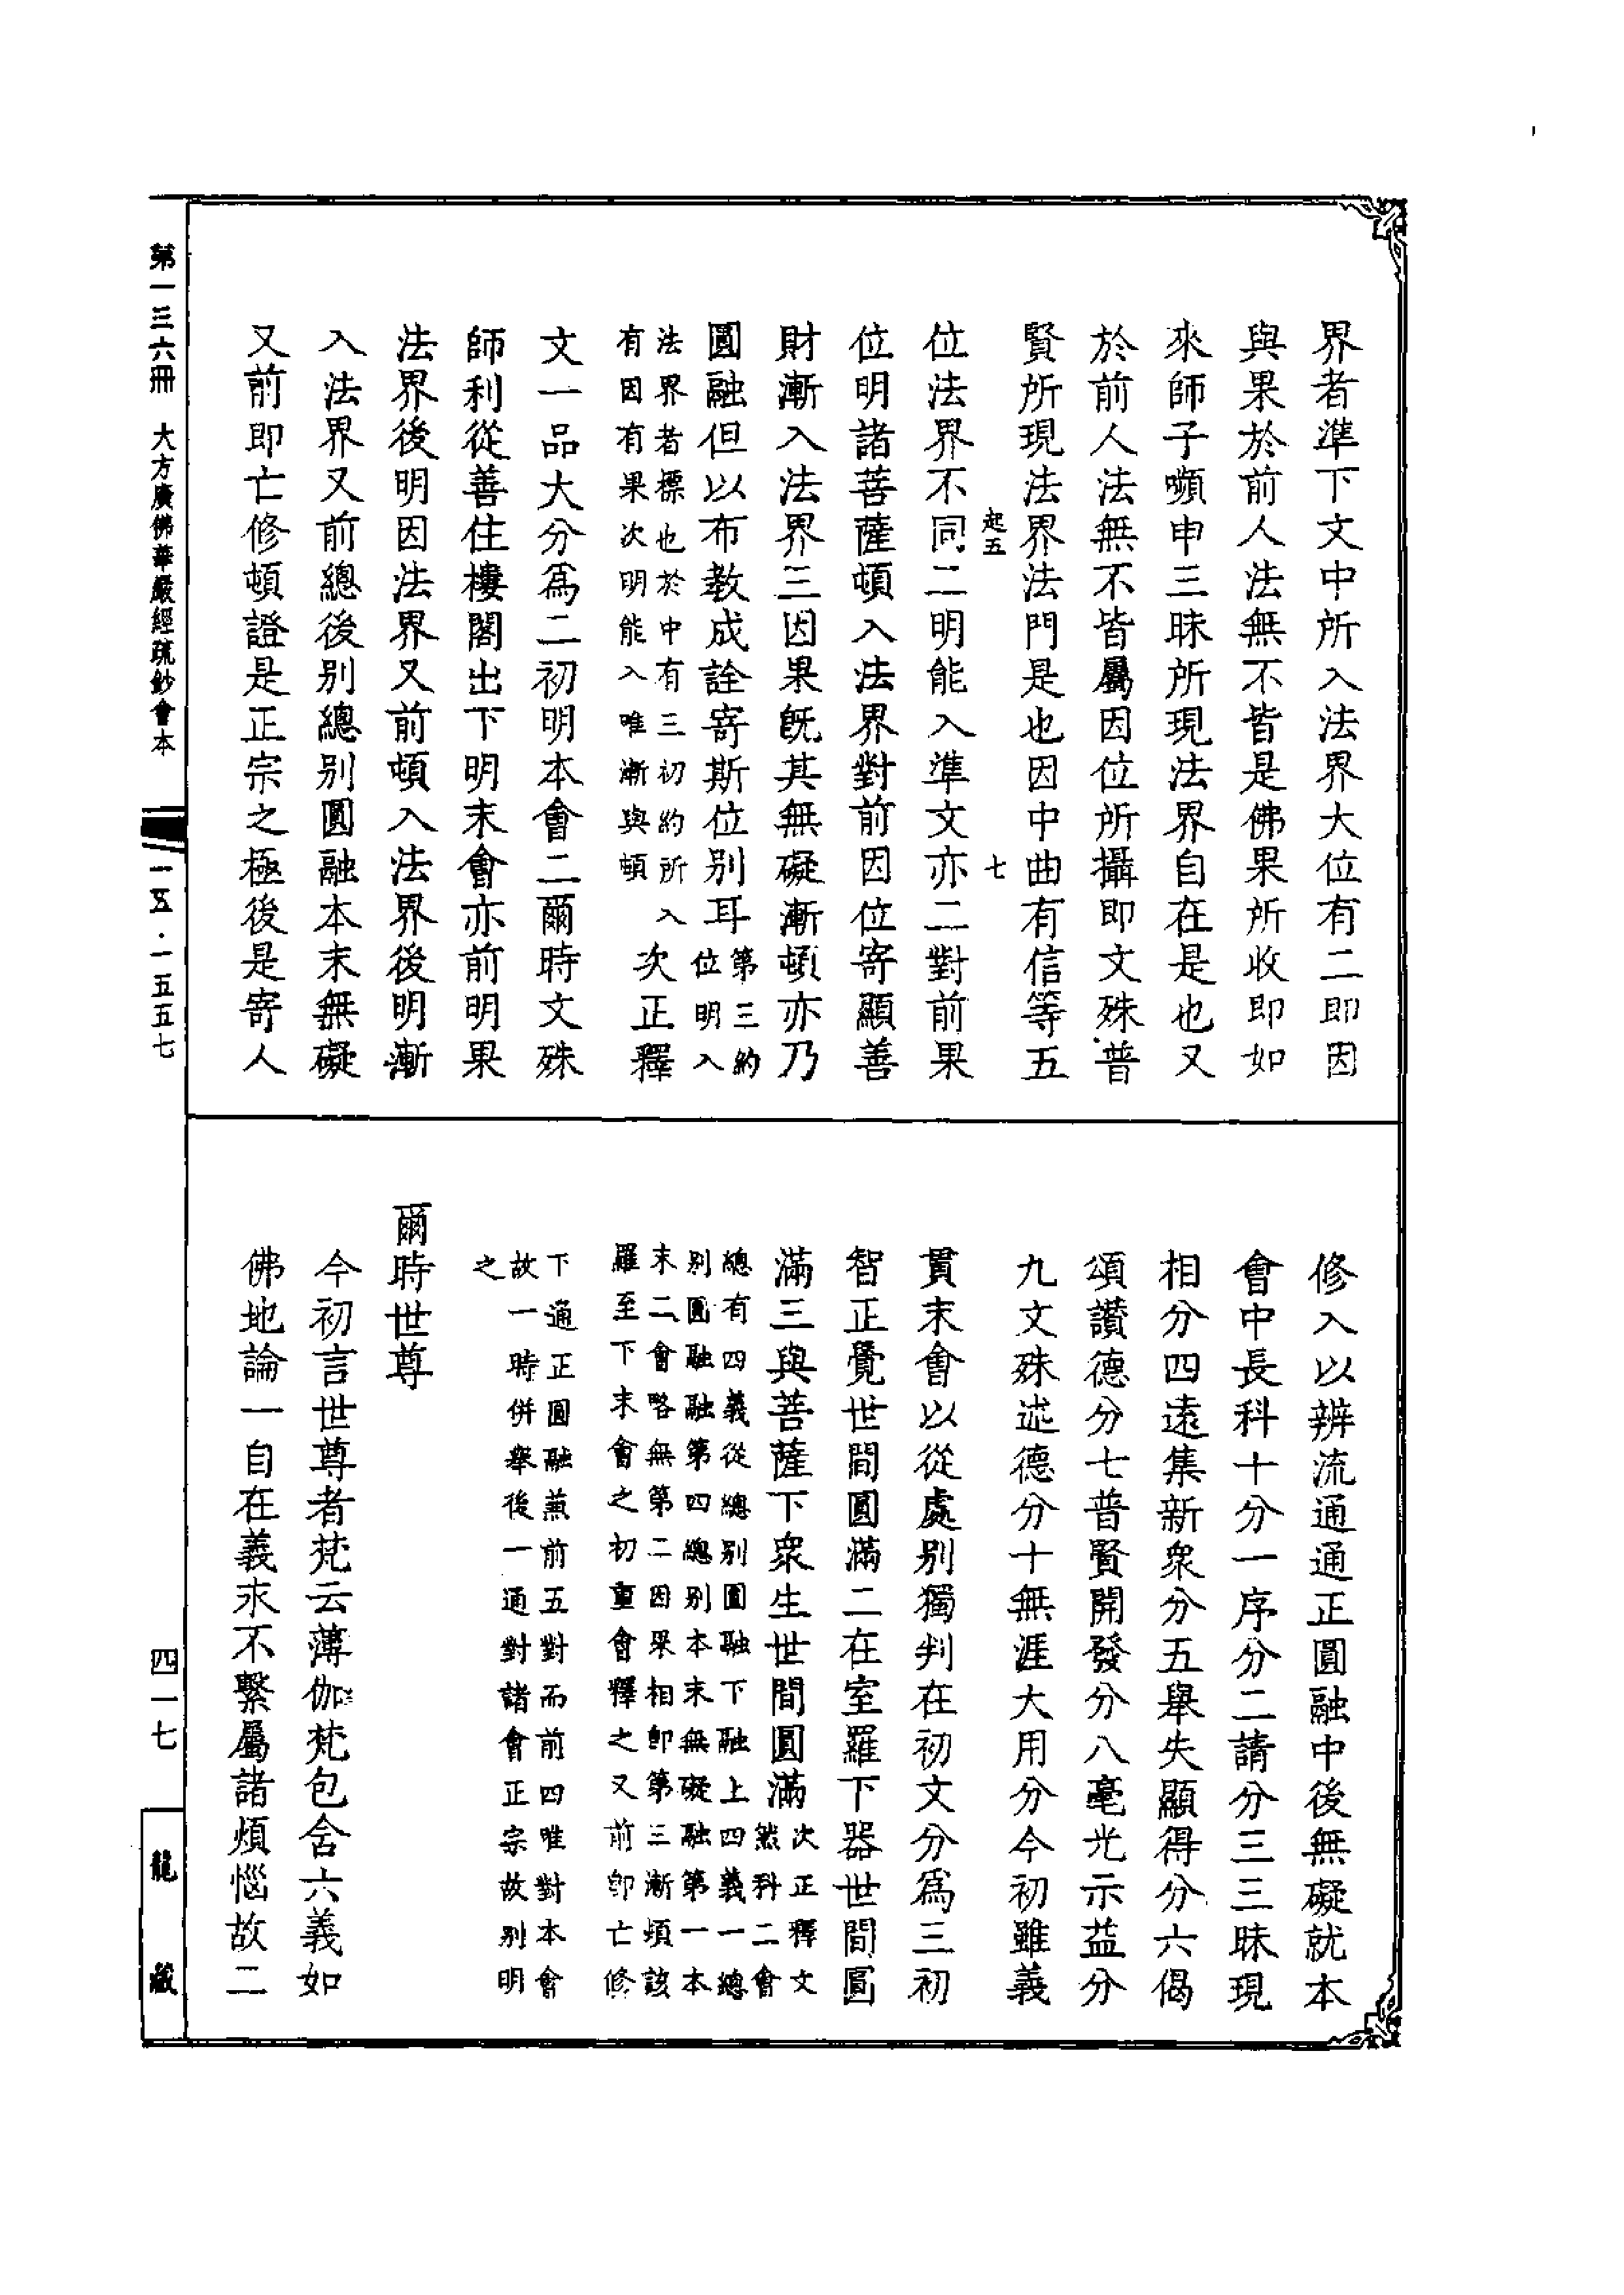 界者準下文中所入法界大位有二即因
與果於前人法無不皆是佛果所收即如
來師子嚬申三昧所現法界自在是也又
於前人法無不皆屬因位所攝即文殊普
賢所現法界法門是也因中曲有信等五
起五 七
位法界不同二明能入準文亦二對前果
位明諸菩薩頓入法界對前因位寄顯善
財漸入法界三因果既其無礙漸頓亦乃
圓融但以布教成詮寄斯位別耳第三約
位明入
法界者標也於中有三初約所入
有因有果次明能入唯漸與頓
次正釋
文一品大分爲二初明本會二爾時文殊
師利從善住樓閣出下明末會亦前明果
法界後明因法界又前頓入法界後明漸
入法界又前總後別總別圓融本末無礙
又前即亡修頓證是正宗之極後是寄人
修入以辨流通通正圓融中後無礙就本
會中長科十分一序分二請分三三昧現
相分四遠集新衆分五舉失顯得分六偈
頌讚德分七普賢開發分八毫光示益分
九文殊述德分十無涯大用分今初雖義
貫末會以從處別獨判在初文分爲三初
智正覺世間圓滿二在室羅下器世間圓
滿三與菩薩下衆生世間圓滿次正釋文
然科二會
總有四義從總別圓融下融上四義一總
別圓融融第四總別本末無礙融第一本
末二會略無第二因果相即第三漸頓該
羅至下末會之初重會釋之又前即亡修
下通正圓融兼前五對而前四唯對本會
故一時併舉後一通對諸會正宗故別明
之
爾時世尊
今初言世尊者梵云薄伽梵包含六義如
佛地論一自在義永不繫屬諸煩惱故二
第一三六冊 大方廣佛華嚴經疏鈔會本 一五·一五五七
四一七
龍藏